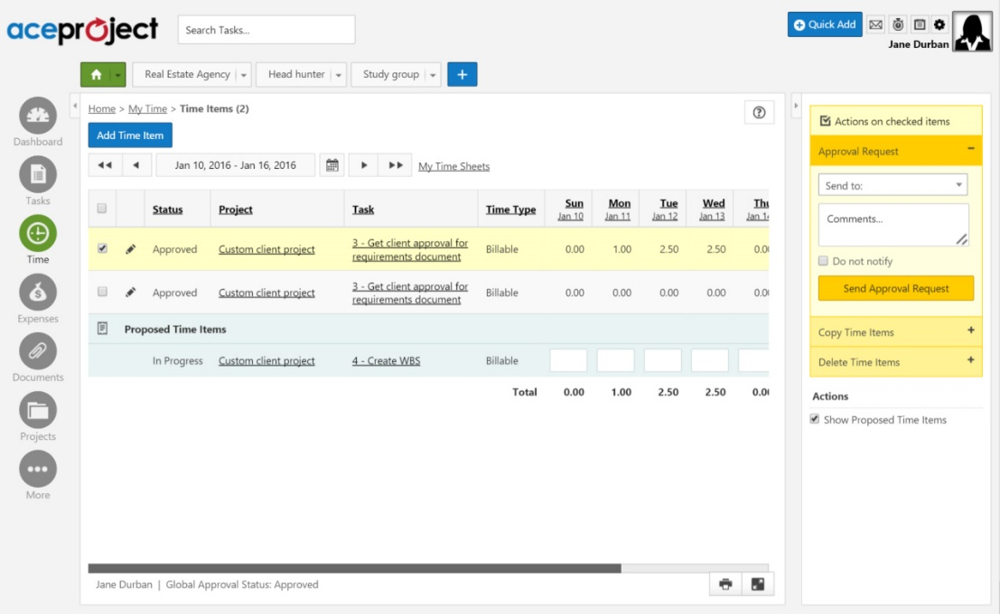 aceproject
Search Tasks...
Quick Add
Jane Durban
Real Estate Agency
Head hunter
Study group
+
Dashboard
Tasks
Time
Expenses
Documents
Projects
More
Home > My Time > Time Items (2)
Add Time Item
Jan 10, 2016 - Jan 16, 2016
My Time Sheets
Status Project Task Time Type Sun Mon Tue Wed Thu
Jan 10 Jan 11 Jan 12 Jan 13 Jan 14
Approved Custom client project 3 - Get client approval for Billable 0.00 1.00 2.50 2.50 0.00
requirements document
Approved Custom client project 3 - Get client approval for Billable 0.00 0.00 0.00 0.00 0.00
requirements document
Proposed Time Items
In Progress Custom client project 4 - Create WBS Billable
Total 0.00 1.00 2.50 2.50 0.00
Jane Durban | Global Approval Status: Approved
Actions on checked items
Approval Request -
Send to:
Comments...
Do not notify
Send Approval Request
Copy Time Items +
Delete Time Items +
Actions
Show Proposed Time Items